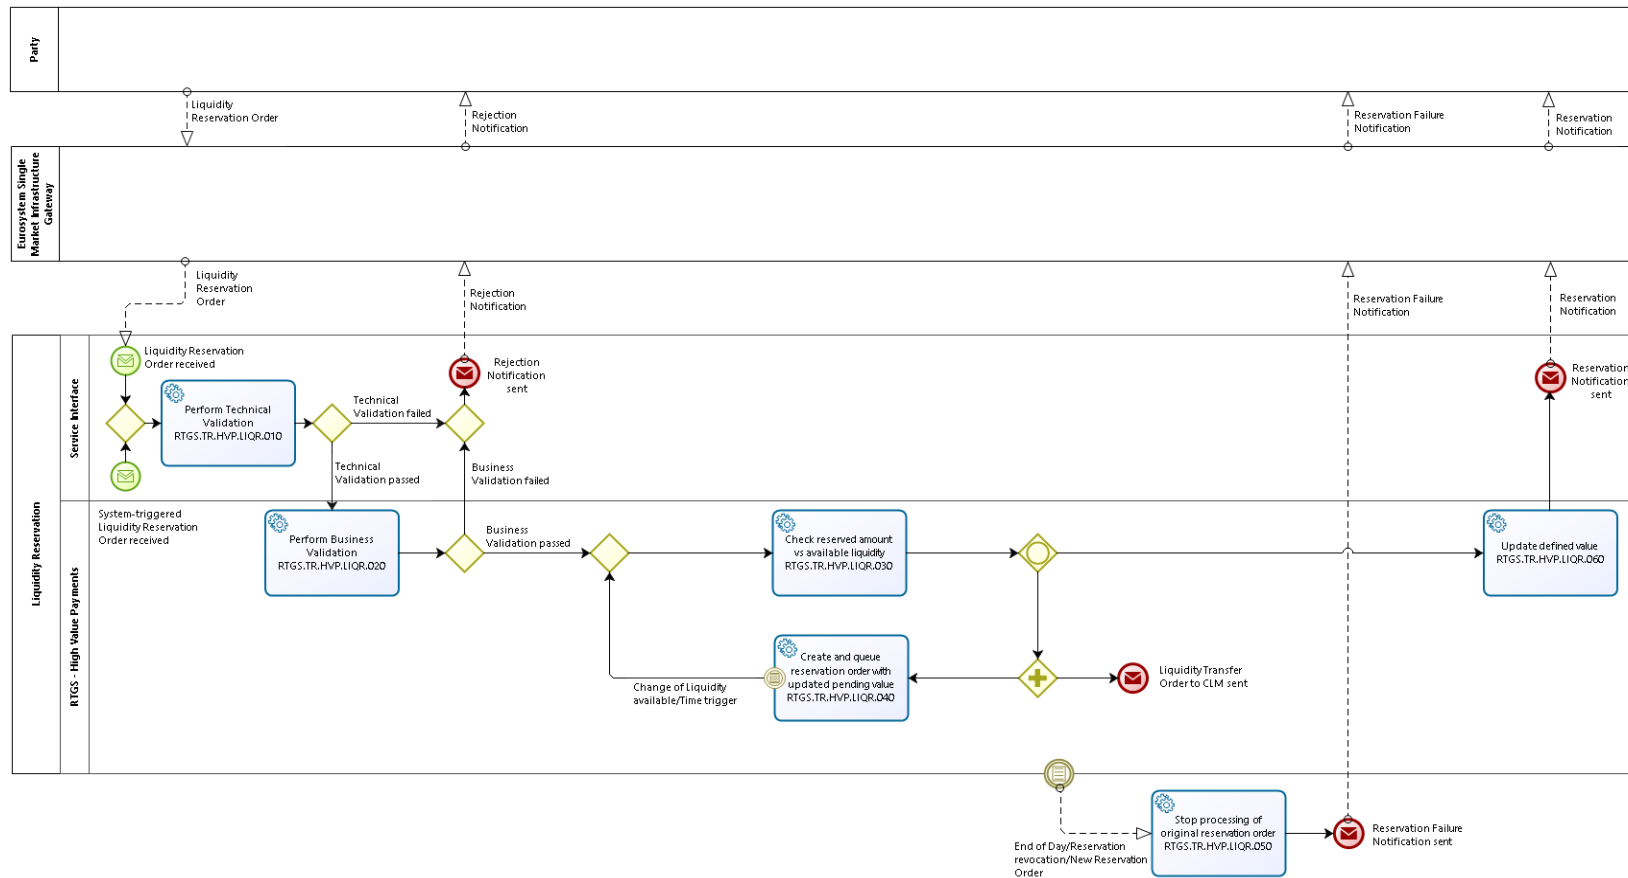 Party
Liquidity
Reservation Order
Rejection
Notification
Reservation Failure
Notification
Reservation
Notification
Eurosystem Single
Market Infrastructure
Gateway
Liquidity
Reservation
Order
Rejection
Notification
Reservation Failure
Notification
Reservation
Notification
Liquidity Reservation
Service Interface
Liquidity Reservation
Order received
Perform Technical
Validation
RTGS.TR.HVP.LIQR.010
Technical
Validation failed
Rejection
Notification
sent
Technical
Validation passed
Business
Validation failed
Reservation
Notification
sent
RTGS - High Value Payments
System-triggered
Liquidity Reservation
Order received
Perform Business
Validation
RTGS.TR.HVP.LIQR.020
Business
Validation passed
Check reserved amount
vs available liquidity
RTGS.TR.HVP.LIQR.030
Update defined value
RTGS.TR.HVP.LIQR.060
Change of Liquidity
available/Time trigger
Create and queue
reservation order with
updated pending value
RTGS.TR.HVP.LIQR.040
Liquidity Transfer
Order to CLM sent
End of Day/Reservation
revocation/New Reservation
Order
Stop processing of
original reservation order
RTGS.TR.HVP.LIQR.050
Reservation Failure
Notification sent